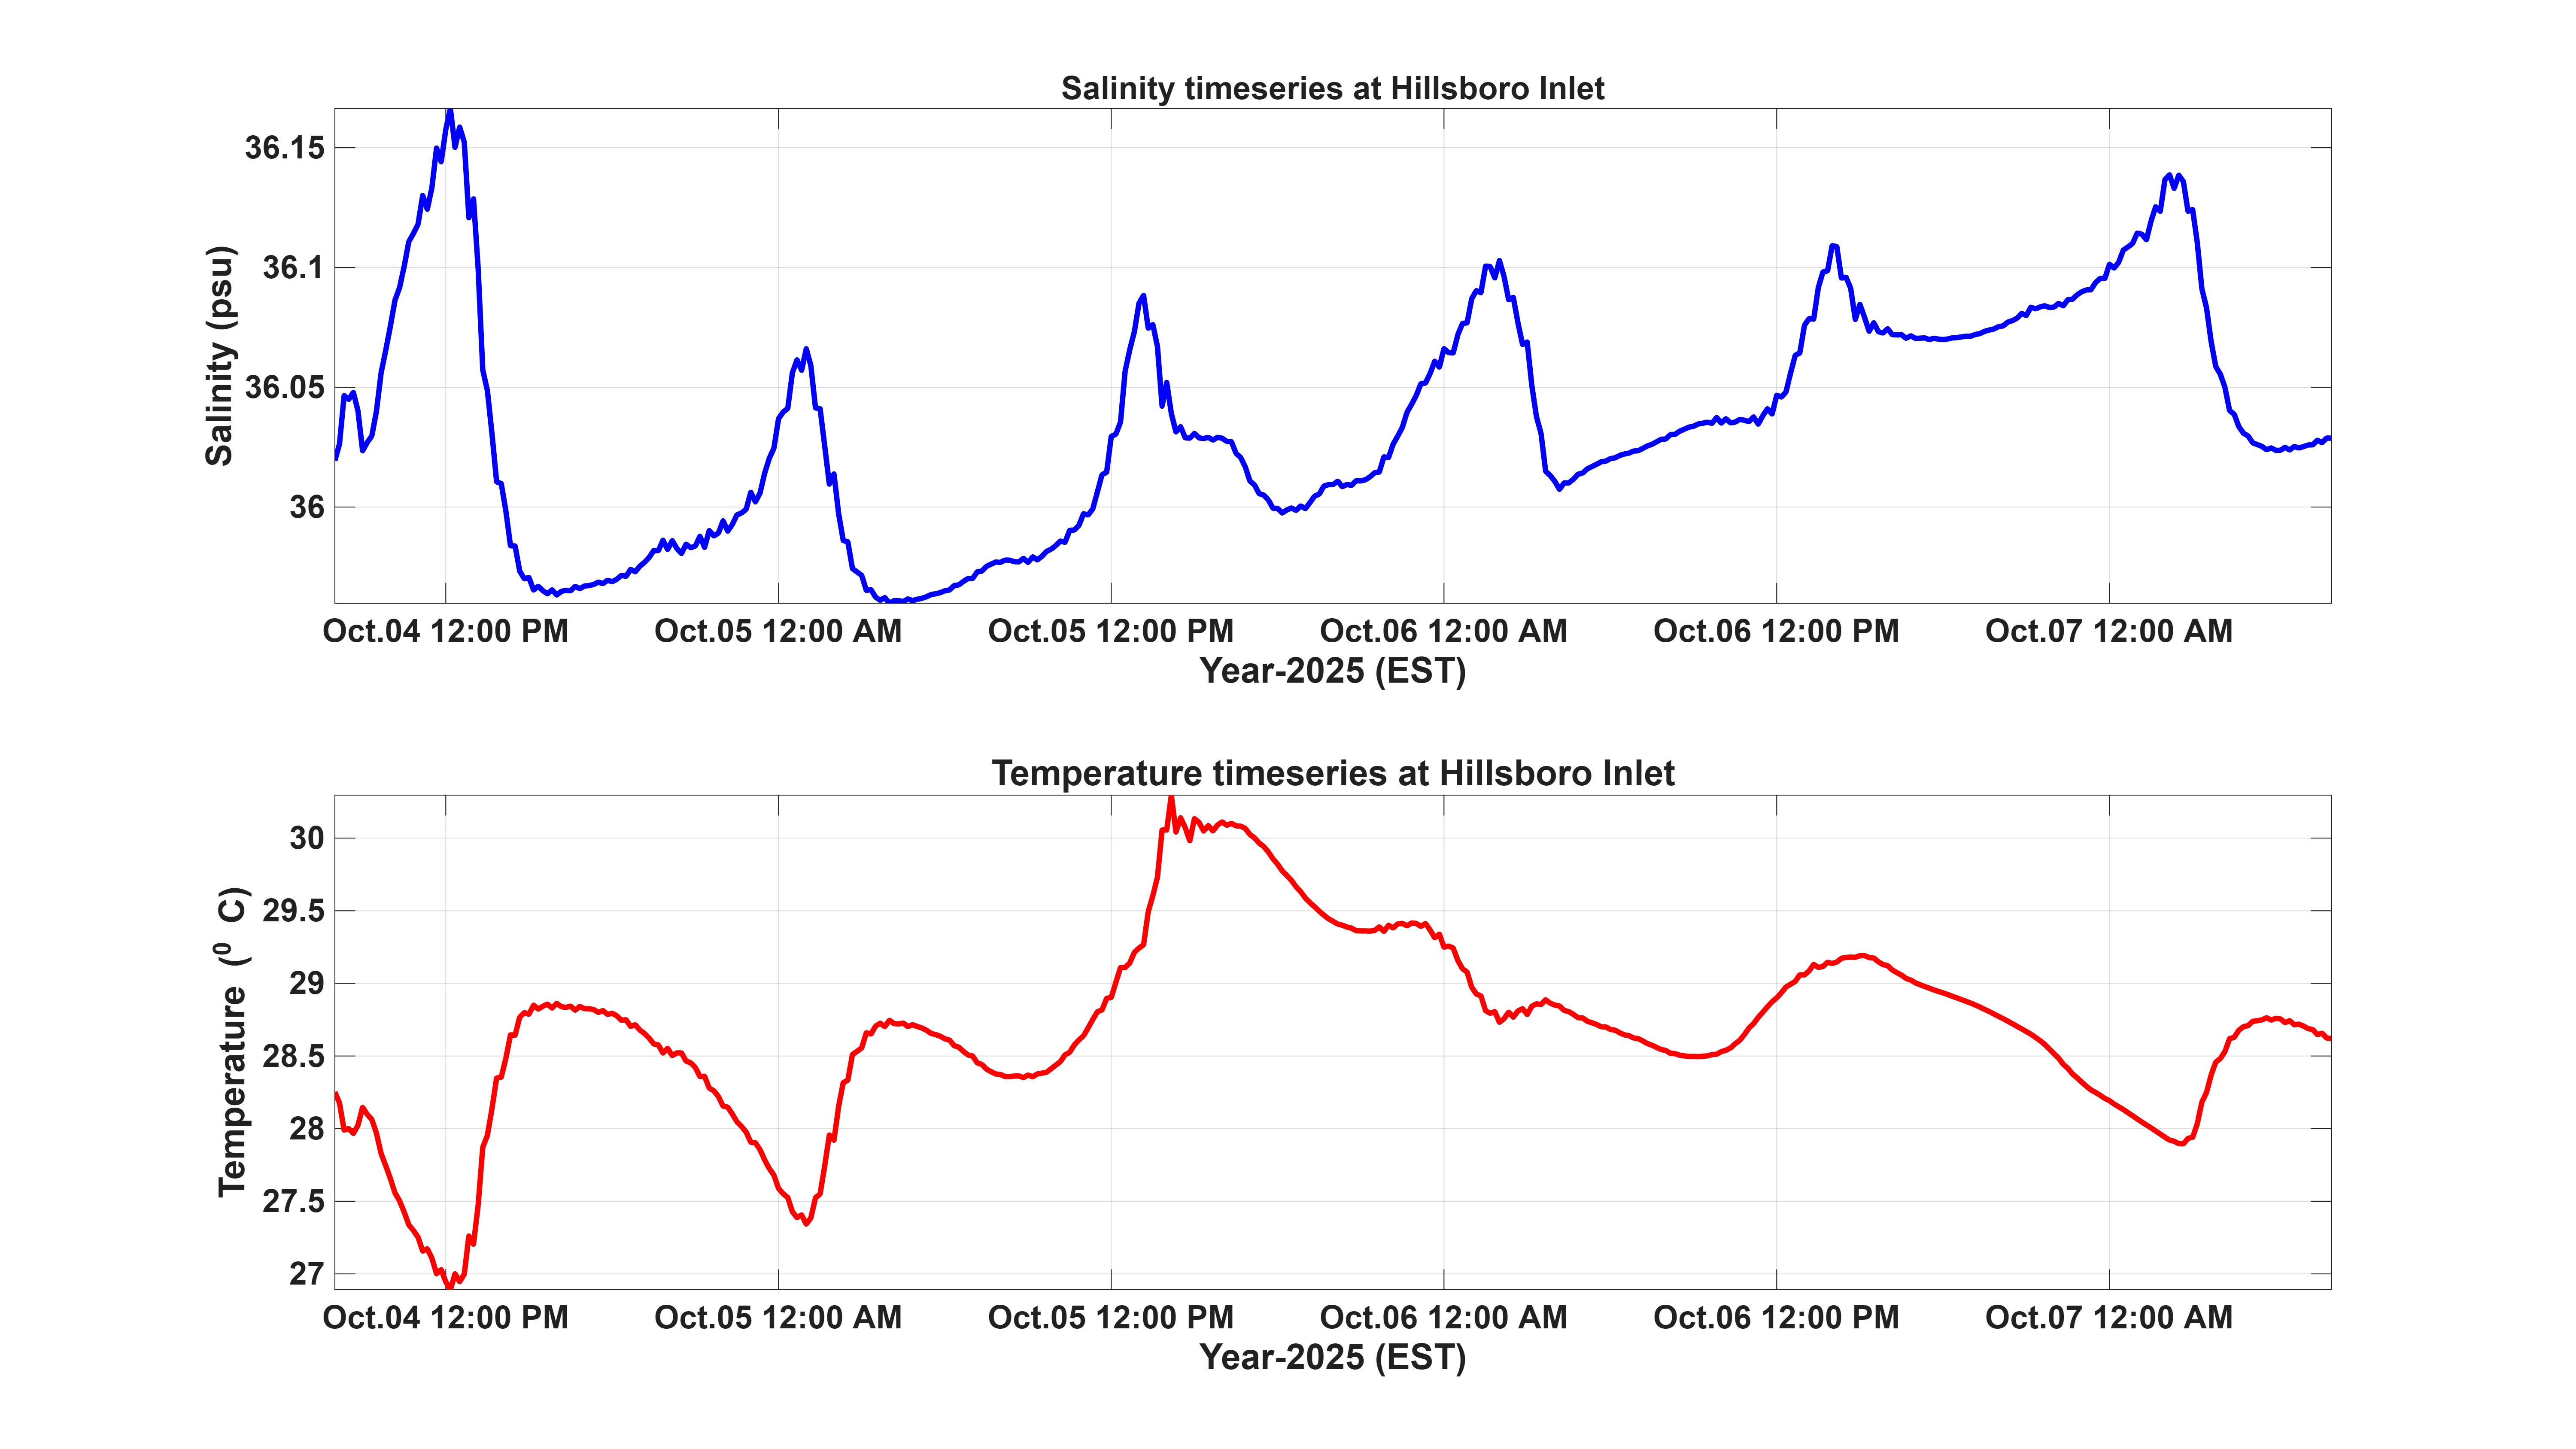 Salinity timeseries at Hillsboro Inlet
Salinity (psu)
36.15
36.1
36.05
36
Oct.04 12:00 PM Oct.05 12:00 AM Oct.05 12:00 PM Oct.06 12:00 AM Oct.06 12:00 PM Oct.07 12:00 AM
Year-2025 (EST)
Temperature timeseries at Hillsboro Inlet
Temperature (⁰ C)
30
29.5
29
28.5
28
27.5
27
Oct.04 12:00 PM Oct.05 12:00 AM Oct.05 12:00 PM Oct.06 12:00 AM Oct.06 12:00 PM Oct.07 12:00 AM
Year-2025 (EST)